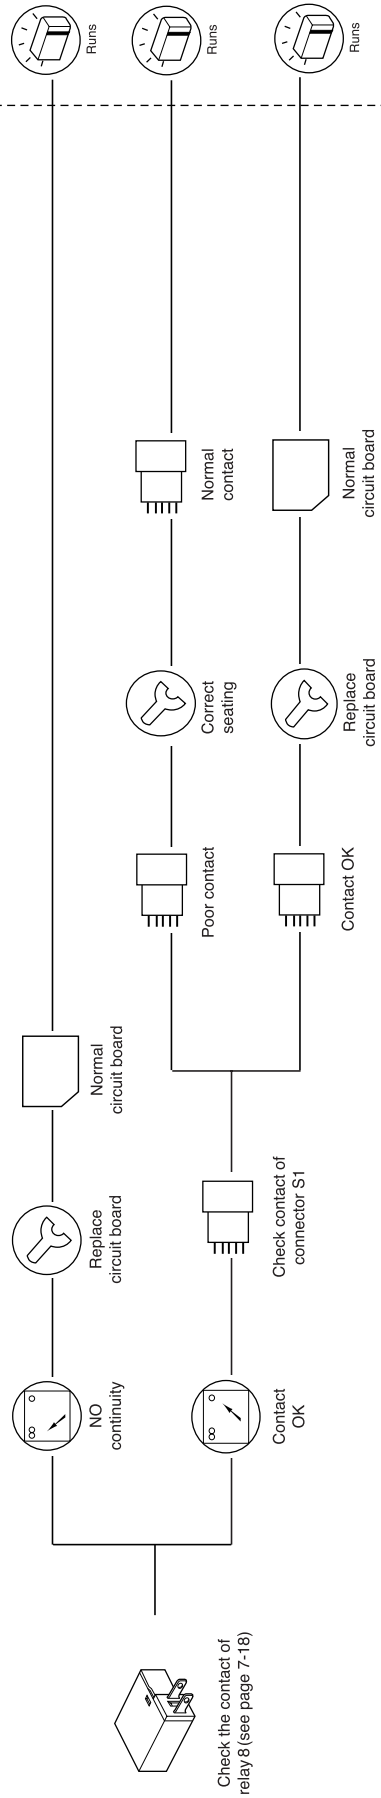 Check the contact of
relay 8 (see page 7-18)
NO
continuity
Replace
circuit board
Normal
circuit board
Runs
Contact
OK
Check contact of
connector S1
Poor contact
Correct
seating
Normal
contact
Runs
Contact OK
Replace
circuit board
Normal
circuit board
Runs